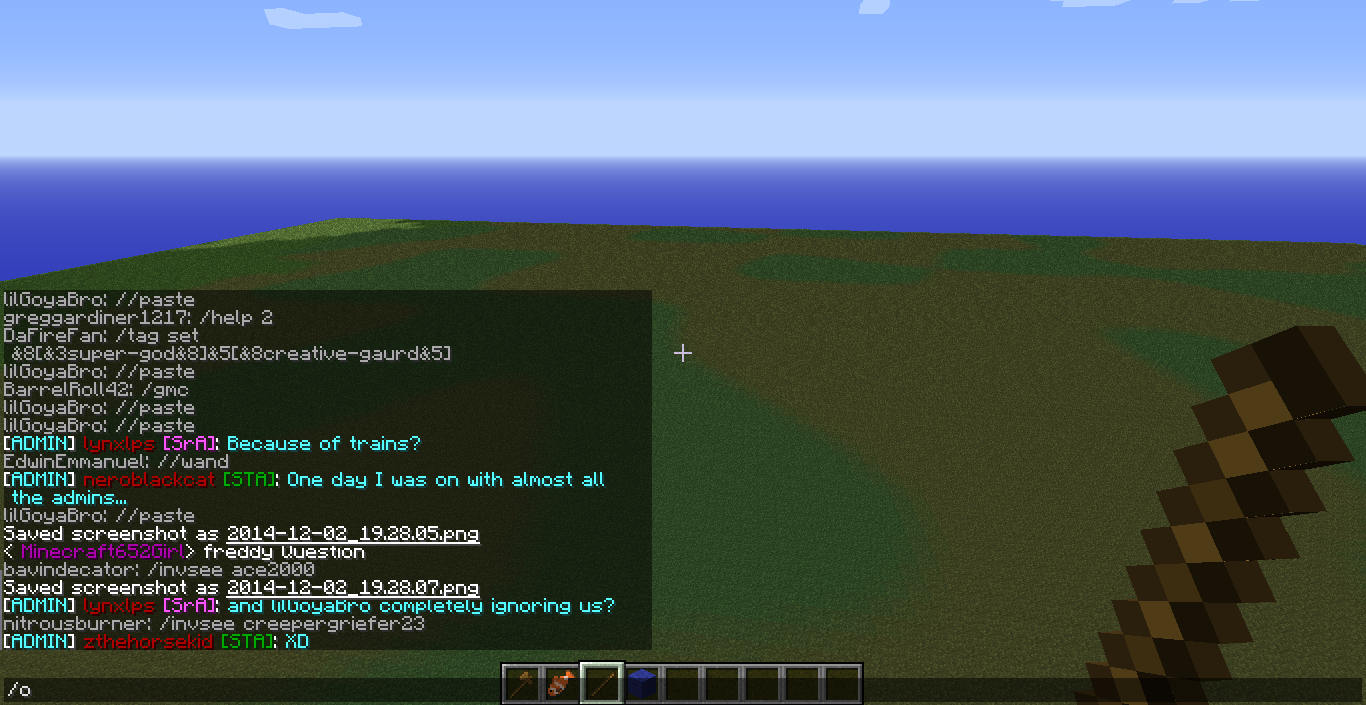 lilGoyaBro: //paste
greggardiner1217: /help 2
DaFireFan: /tag set
&8[&3super-god&8]&5[&8creative-gaurd&5]
lilGoyaBro: //paste
BarrelRoll42: /gmc
lilGoyaBro: //paste
lilGoyaBro: //paste
[ADMIN] lynxlps [SrA]: Because of trains?
EdwinEmmanuel: //wand
[ADMIN] neroblackcat [STA]: One day I was on with almost all
the admins...
lilGoyaBro: //paste
Saved screenshot as 2014-12-02_19.28.05.png
< Minecraft652Girl> freddy Question
bavindecator: /invsee ace2000
Saved screenshot as 2014-12-02_19.28.07.png
[ADMIN] lynxlps [SrA]: and lilGoyaBro completely ignoring us?
nitrousburner: /invsee creepergriefer23
[ADMIN] zthehorsekid [STA]: XD
/o